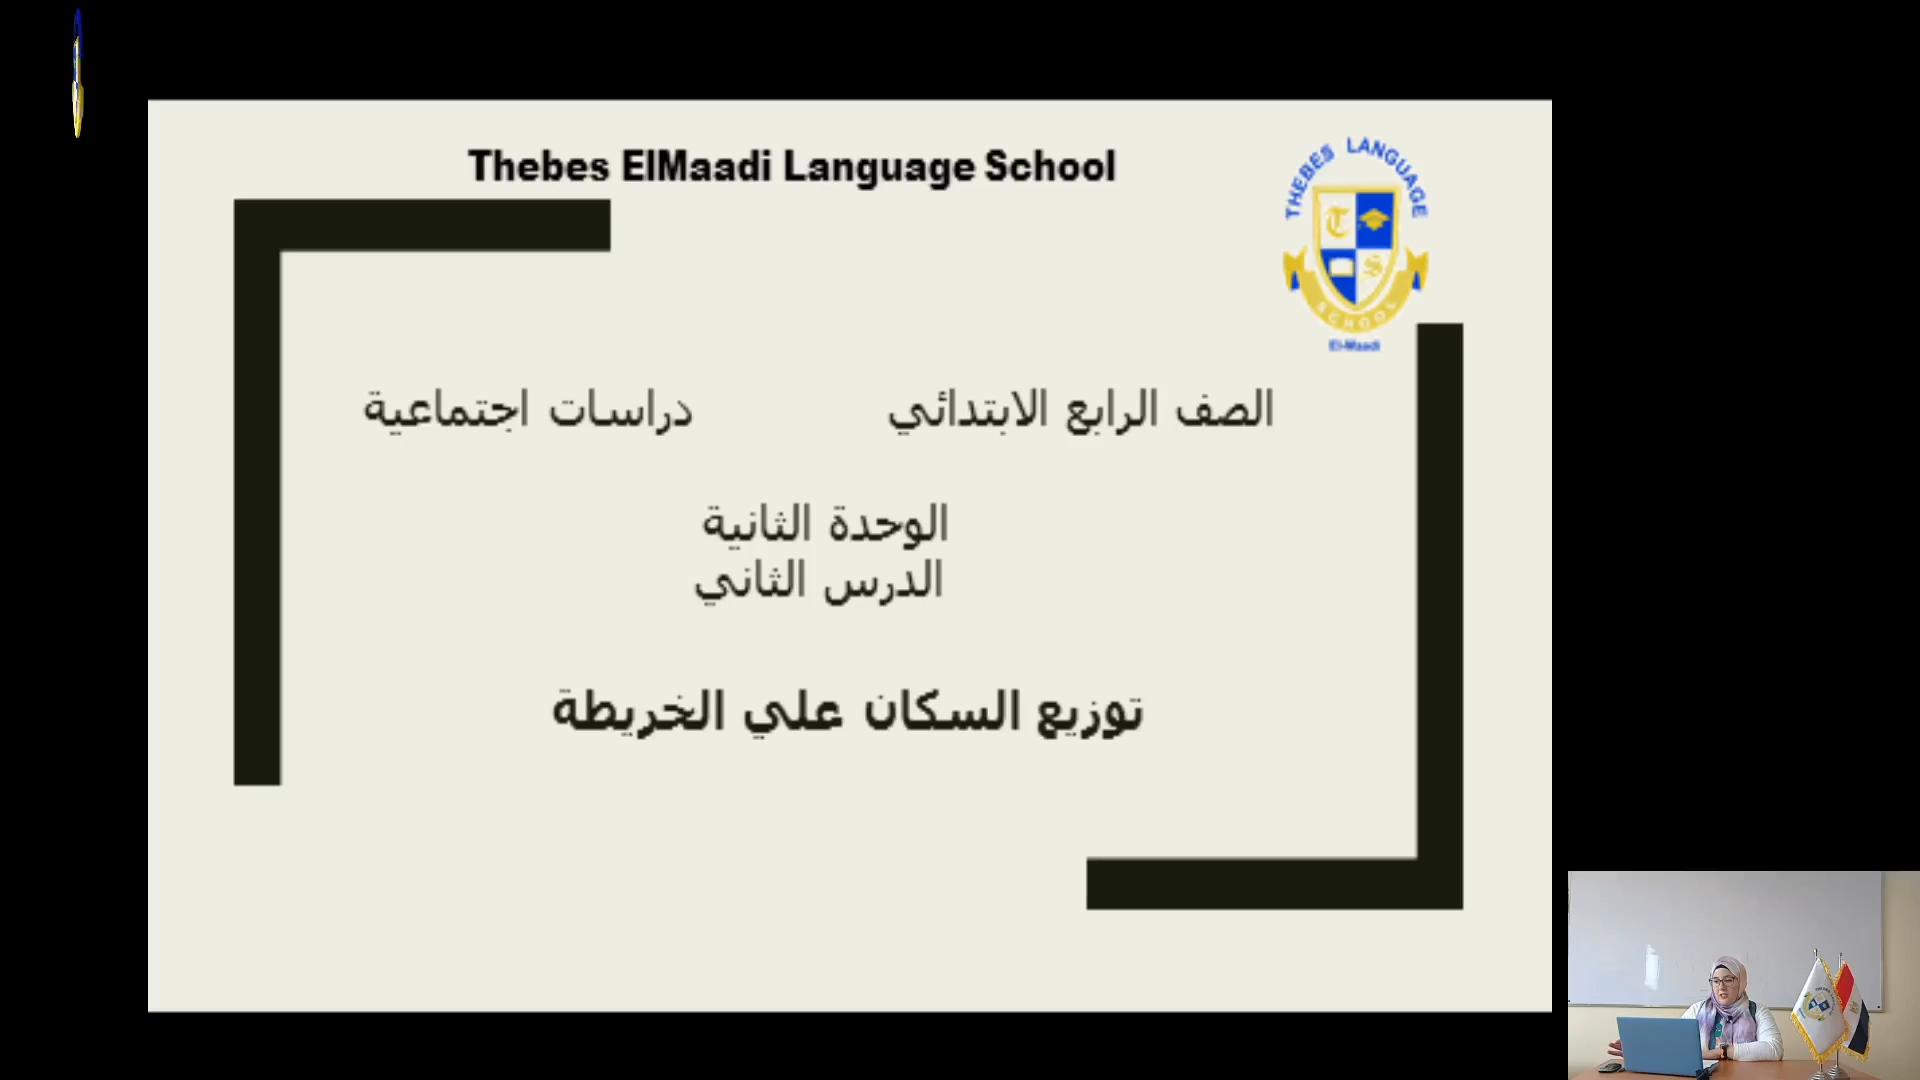 Thebes ElMaadi Language School
THEBES LANGUAGE
T
S
SCHOOL
El-Maadi
الصف الرابع الابتدائي دراسات اجتماعية
الوحدة الثانية
الدرس الثاني
توزيع السكان علي الخريطة